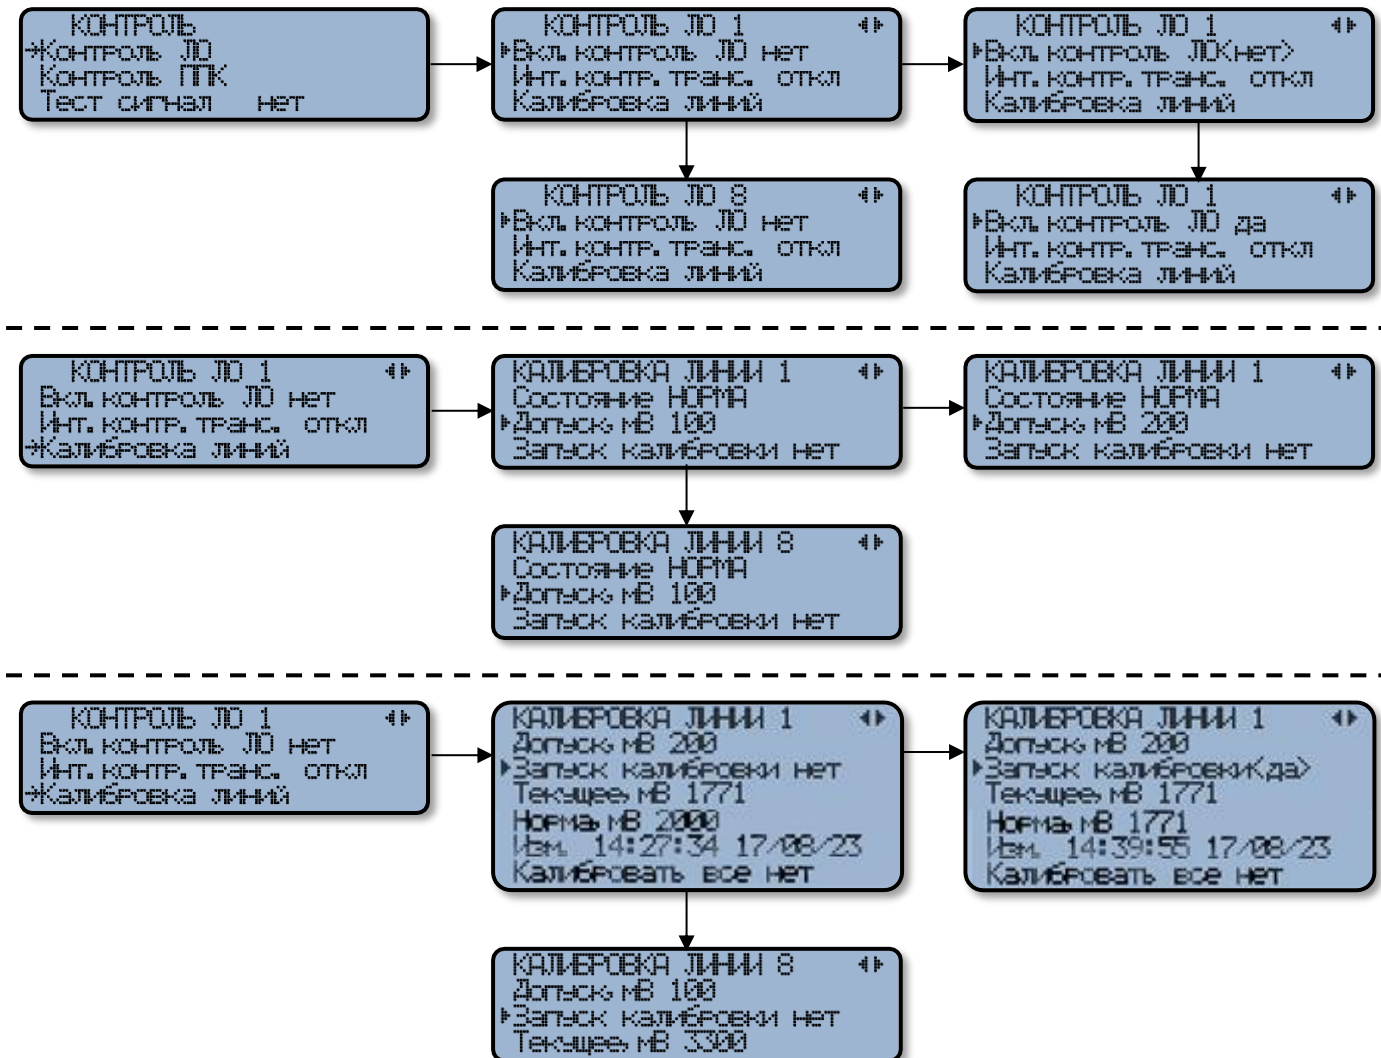 КОНТРОЛЬ
Контроль ЛО
Контроль ППК
Тест сигнал нет
КОНТРОЛЬ ЛО 1
Вкл.контроль ЛО нет
Инт.контр.транс. откл
Калибровка линий
КОНТРОЛЬ ЛО 1
Вкл.контроль ЛО<нет>
Инт.контр.транс. откл
Калибровка линий
КОНТРОЛЬ ЛО 8
Вкл.контроль ЛО нет
Инт.контр.транс. откл
Калибровка линий
КОНТРОЛЬ ЛО 1
Вкл.контроль ЛО да
Инт.контр.транс. откл
Калибровка линий
КОНТРОЛЬ ЛО 1
Вкл.контроль ЛО нет
Инт.контр.транс. откл
Калибровка линий
КАЛИБРОВКА ЛИНИИ 1
Состояние НОРМА
Допуск,мВ 100
Запуск калибровки нет
КАЛИБРОВКА ЛИНИИ 1
Состояние НОРМА
Допуск,мВ 200
Запуск калибровки нет
КАЛИБРОВКА ЛИНИИ 8
Состояние НОРМА
Допуск,мВ 100
Запуск калибровки нет
КОНТРОЛЬ ЛО 1
Вкл.контроль ЛО нет
Инт.контр.транс. откл
Калибровка линий
КАЛИБРОВКА ЛИНИИ 1
Допуск,мВ 200
Запуск калибровки нет
Текущее,мВ 1771
Норма,мВ 2000
Изм. 14:27:34 17/08/23
Калибровать все нет
КАЛИБРОВКА ЛИНИИ 1
Допуск,мВ 200
Запуск калибровки<да>
Текущее,мВ 1771
Норма,мВ 1771
Изм. 14:39:55 17/08/23
Калибровать все нет
КАЛИБРОВКА ЛИНИИ 8
Допуск,мВ 100
Запуск калибровки нет
Текущее,мВ 3300